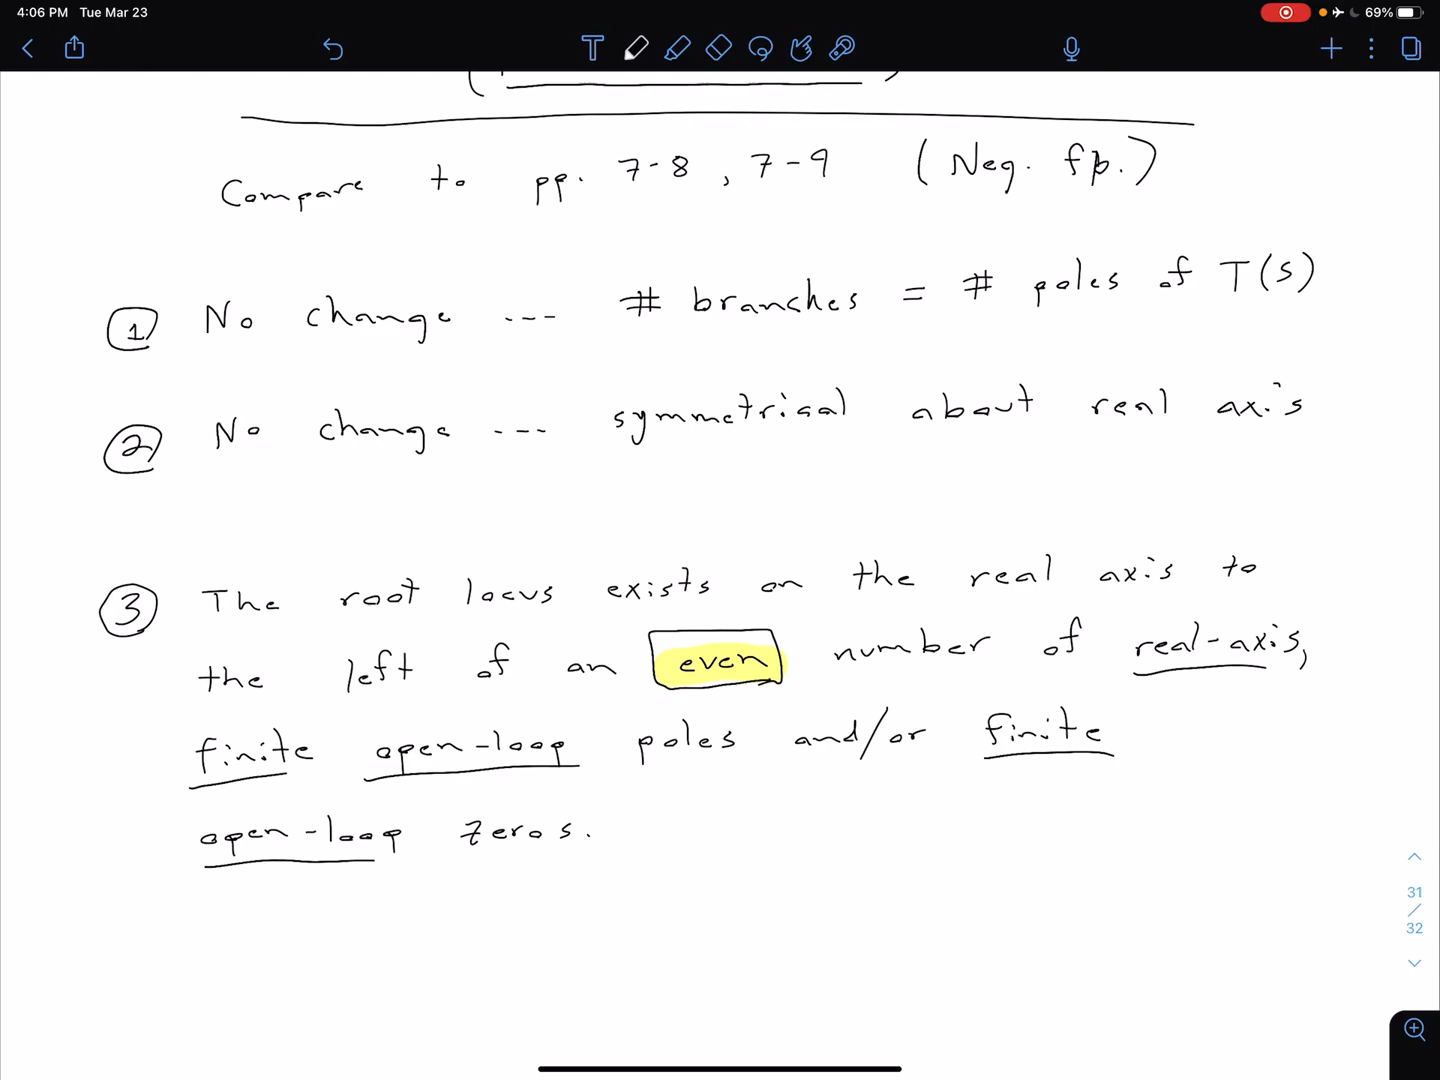 4:06 PM Tue Mar 23
69%
Compare to pp. 7-8, 7-9 (Neg. fb.)
1 No change --- # branches = # poles of T(s)
2 No change --- symmetrical about real axis
3 The root locus exists on the real axis to
the left of an even number of real-axis,
finite open-loop poles and/or finite
open-loop zeros.
31
/
32